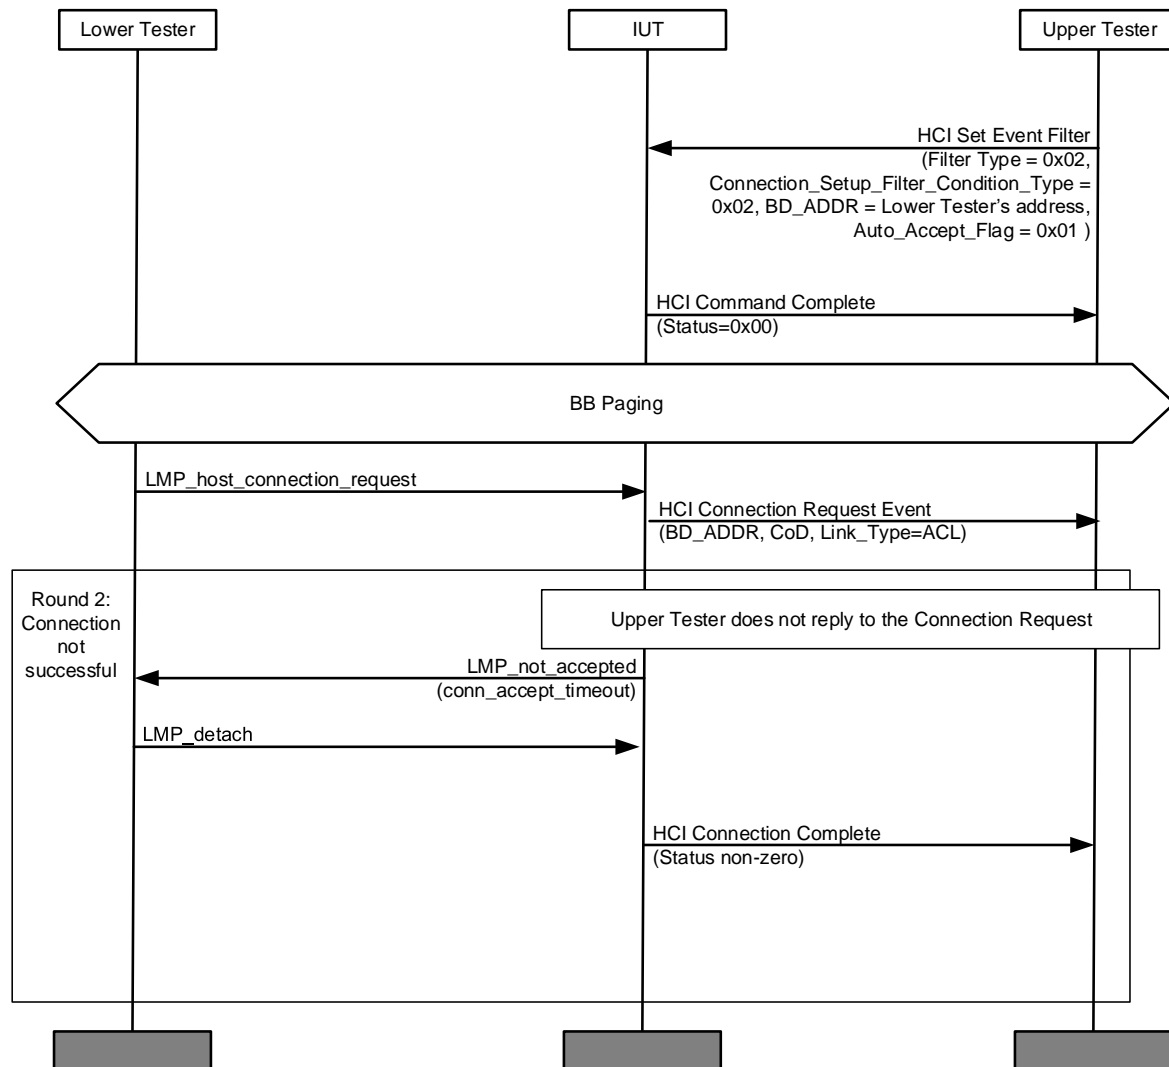 Lower Tester
IUT
Upper Tester
HCI Set Event Filter
(Filter Type = 0x02,
Connection_Setup_Filter_Condition_Type =
0x02, BD_ADDR = Lower Tester’s address,
Auto_Accept_Flag = 0x01 )
HCI Command Complete
(Status=0x00)
BB Paging
LMP_host_connection_request
HCI Connection Request Event
(BD_ADDR, CoD, Link_Type=ACL)
Round 2:
Connection
not
successful
Upper Tester does not reply to the Connection Request
LMP_not_accepted
(conn_accept_timeout)
LMP_detach
HCI Connection Complete
(Status non-zero)